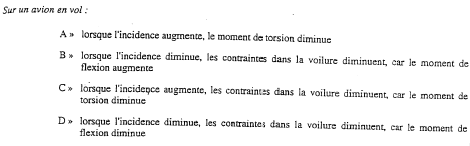 Sur un avion en vol :
A » lorsque l'incidence augmente, le moment de torsion diminue
B » lorsque l'incidence diminue, les contraintes dans la voilure diminuent, car le moment de
flexion augmente
C » lorsque l'incidence augmente, les contraintes dans la voilure diminuent, car le moment de
torsion diminue
D » lorsque l'incidence diminue, les contraintes dans la voilure diminuent, car le moment de
flexion diminue